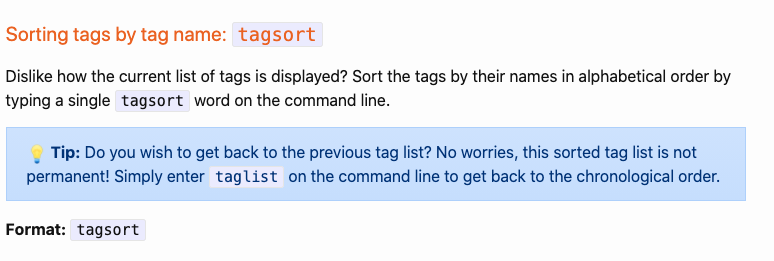 Sorting tags by tag name: tagsort
Dislike how the current list of tags is displayed? Sort the tags by their names in alphabetical order by
typing a single tagsort word on the command line.
💡 Tip: Do you wish to get back to the previous tag list? No worries, this sorted tag list is not
permanent! Simply enter taglist on the command line to get back to the chronological order.
Format: tagsort